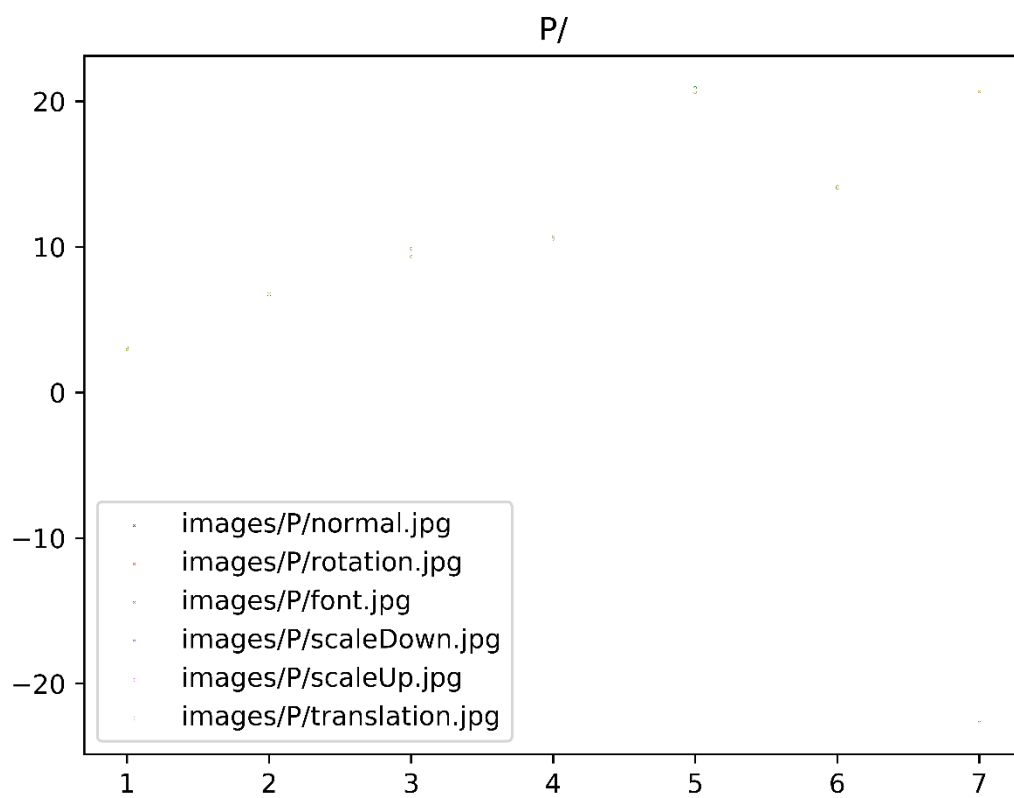 P/
20
10
0
−10
−20
images/P/normal.jpg
images/P/rotation.jpg
images/P/font.jpg
images/P/scaleDown.jpg
images/P/scaleUp.jpg
images/P/translation.jpg
1 2 3 4 5 6 7